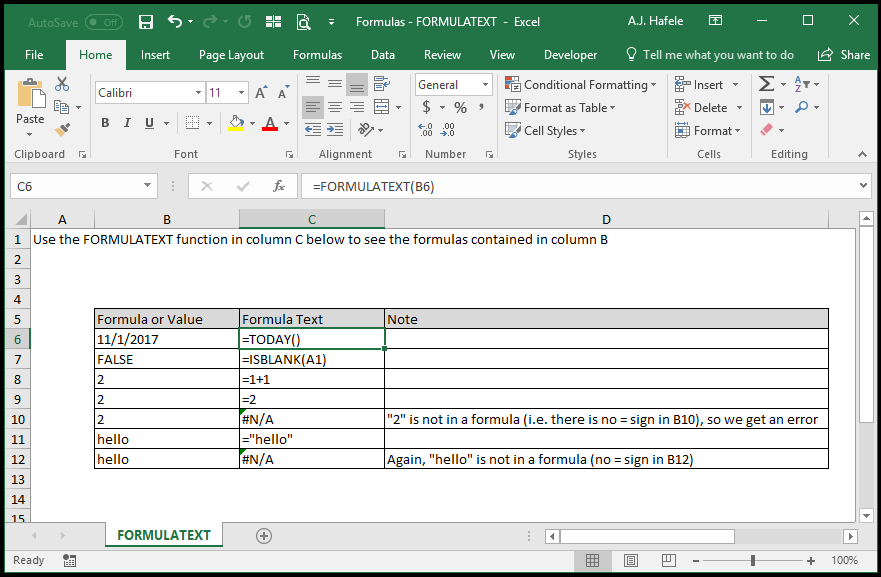 AutoSave Off Formulas - FORMULATEXT - Excel A.J. Hafele
File Home Insert Page Layout Formulas Data Review View Developer Tell me what you want to do Share
Paste
Calibri 11
B I U A
General
$ % ,
Conditional Formatting
Format as Table
Cell Styles
Insert
Delete
Format
Clipboard Font Alignment Number Styles Cells Editing
C6 fx =FORMULATEXT(B6)
A B C D
1 Use the FORMULATEXT function in column C below to see the formulas contained in column B
2
3
4
5 Formula or Value Formula Text Note
6 11/1/2017 =TODAY()
7 FALSE =ISBLANK(A1)
8 2 =1+1
9 2 =2
10 2 #N/A "2" is not in a formula (i.e. there is no = sign in B10), so we get an error
11 hello ="hello"
12 hello #N/A Again, "hello" is not in a formula (no = sign in B12)
13
14
15
FORMULATEXT
Ready 100%